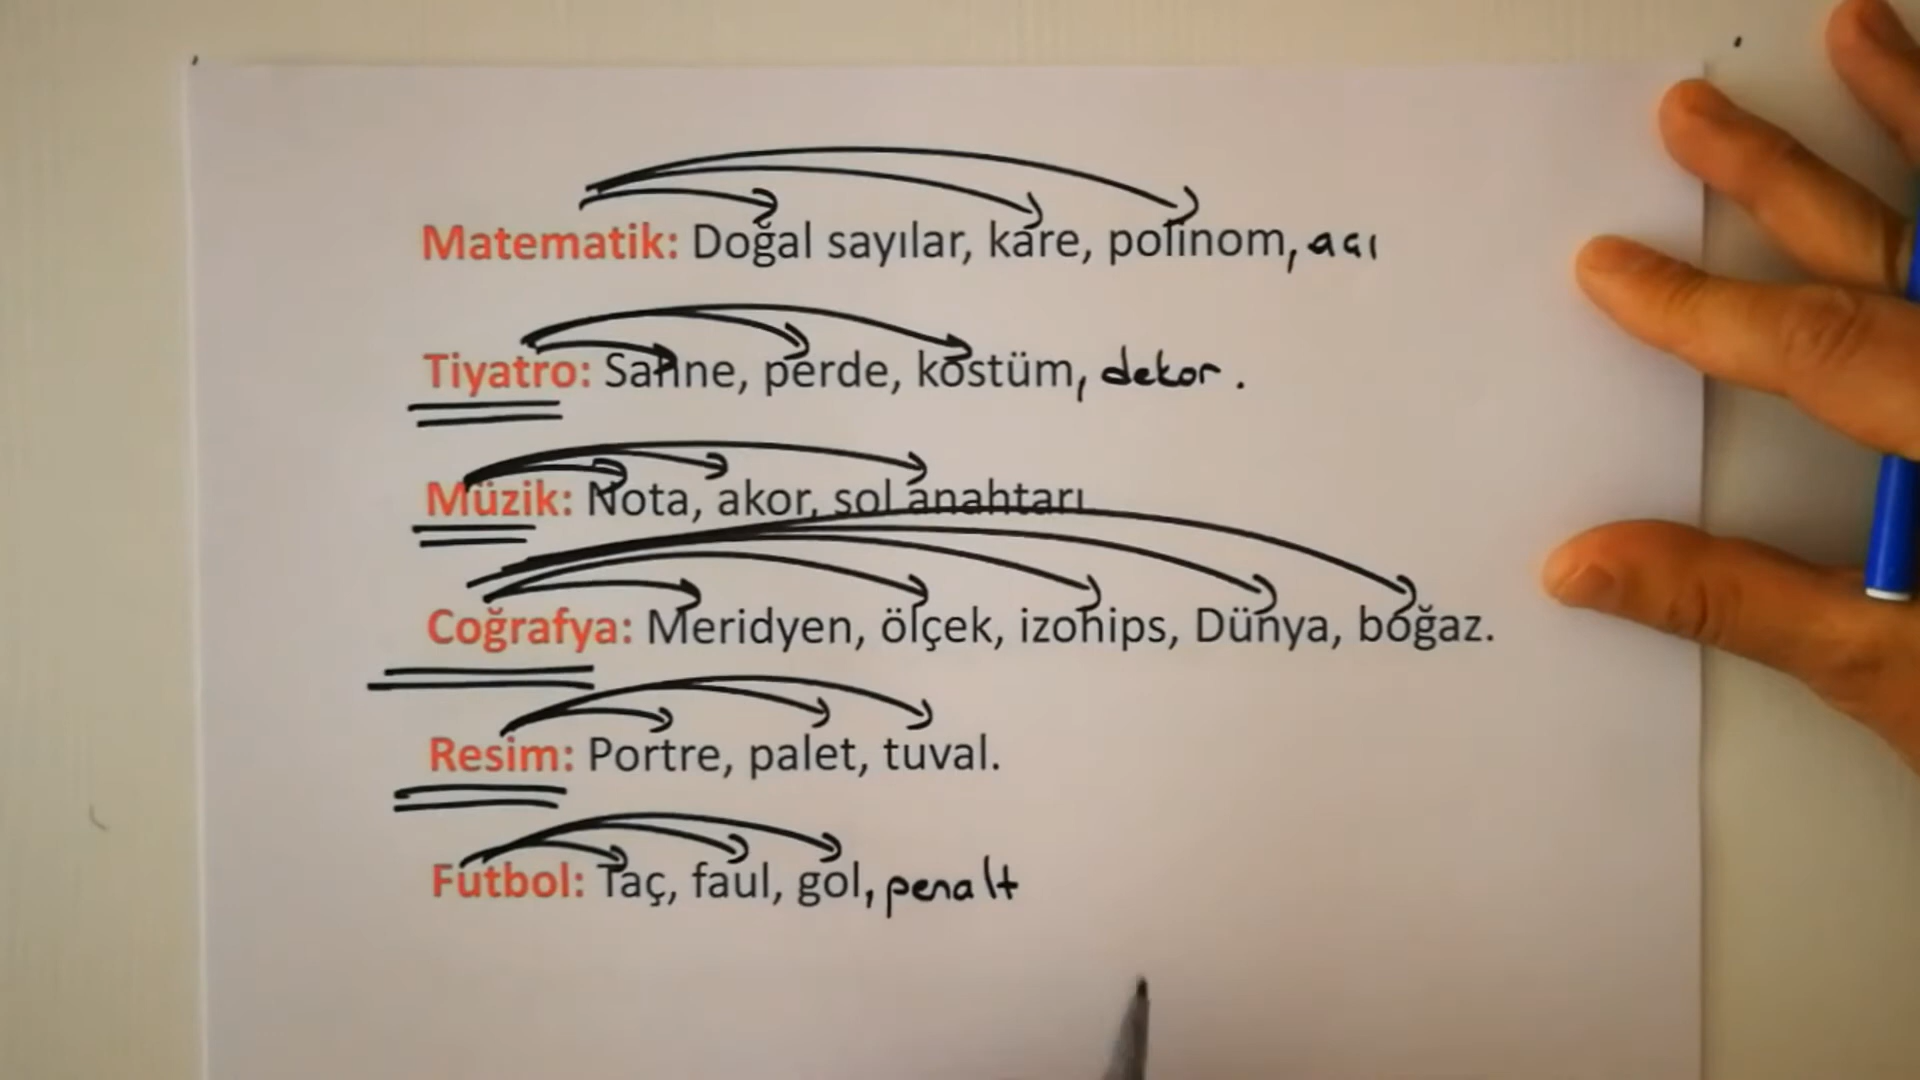 Matematik: Doğal sayılar, kare, polinom, açı
Tiyatro: Sahne, perde, kostüm, dekor.
Müzik: Nota, akor, sol anahtarı
Coğrafya: Meridyen, ölçek, izohips, Dünya, boğaz.
Resim: Portre, palet, tuval.
Futbol: Taç, faul, gol, penalt